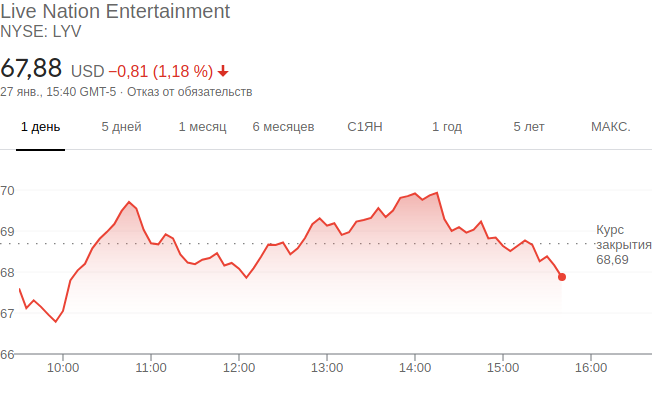 Live Nation Entertainment
NYSE: LYV
67,88 USD −0,81 (1,18 %)
27 янв., 15:40 GMT-5 · Отказ от обязательств
1 день 5 дней 1 месяц 6 месяцев С1ЯН 1 год 5 лет МАКС.
70
69
68
67
66
Курс
закрытия
68,69
10:00 11:00 12:00 13:00 14:00 15:00 16:00